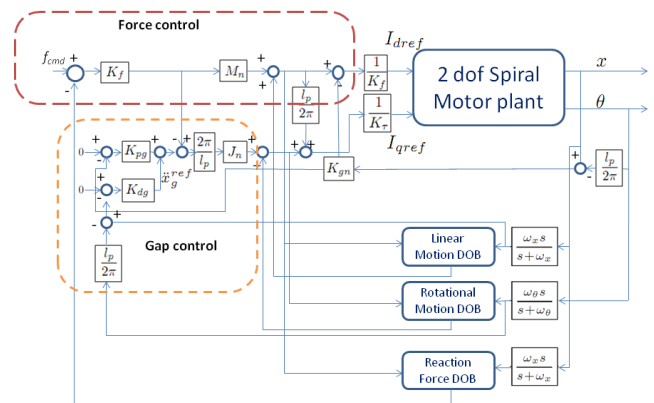 Force control
f_cmd
+
-
K_f
M_n
+
+
l_p
2π
+
-
I_dref
1
K_f
1
K_τ
I_qref
2 dof Spiral
Motor plant
x
θ
0
+
-
K_pg
+
+
-
+
2π
l_p
J_n
+
+
+
+
ẍ_g^ref
0
+
-
K_dg
+
-
l_p
2π
Gap control
K_gn
+
-
l_p
2π
Linear
Motion DOB
ω_x s
s+ω_x
Rotational
Motion DOB
ω_θ s
s+ω_θ
Reaction
Force DOB
ω_x s
s+ω_x